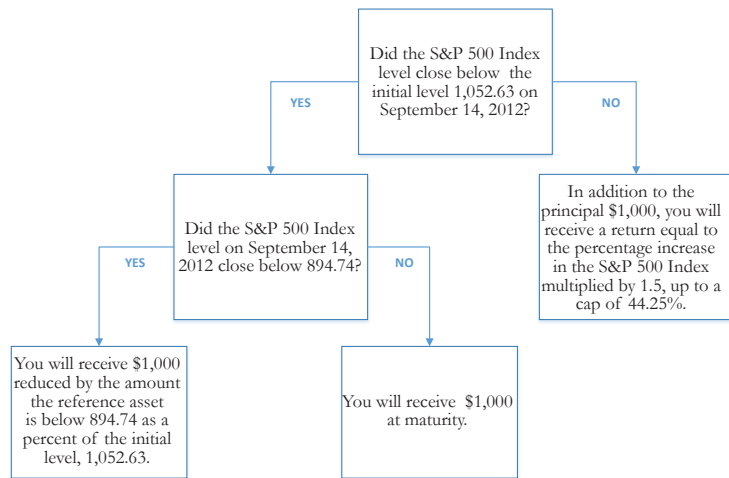 Did the S&P 500 Index
level close below the
initial level 1,052.63 on
September 14, 2012?
YES
NO
Did the S&P 500 Index
level on September 14,
2012 close below 894.74?
In addition to the
principal $1,000, you will
receive a return equal to
the percentage increase
in the S&P 500 Index
multiplied by 1.5, up to a
cap of 44.25%.
YES
NO
You will receive $1,000
reduced by the amount
the reference asset
is below 894.74 as a
percent of the initial
level, 1,052.63.
You will receive $1,000
at maturity.